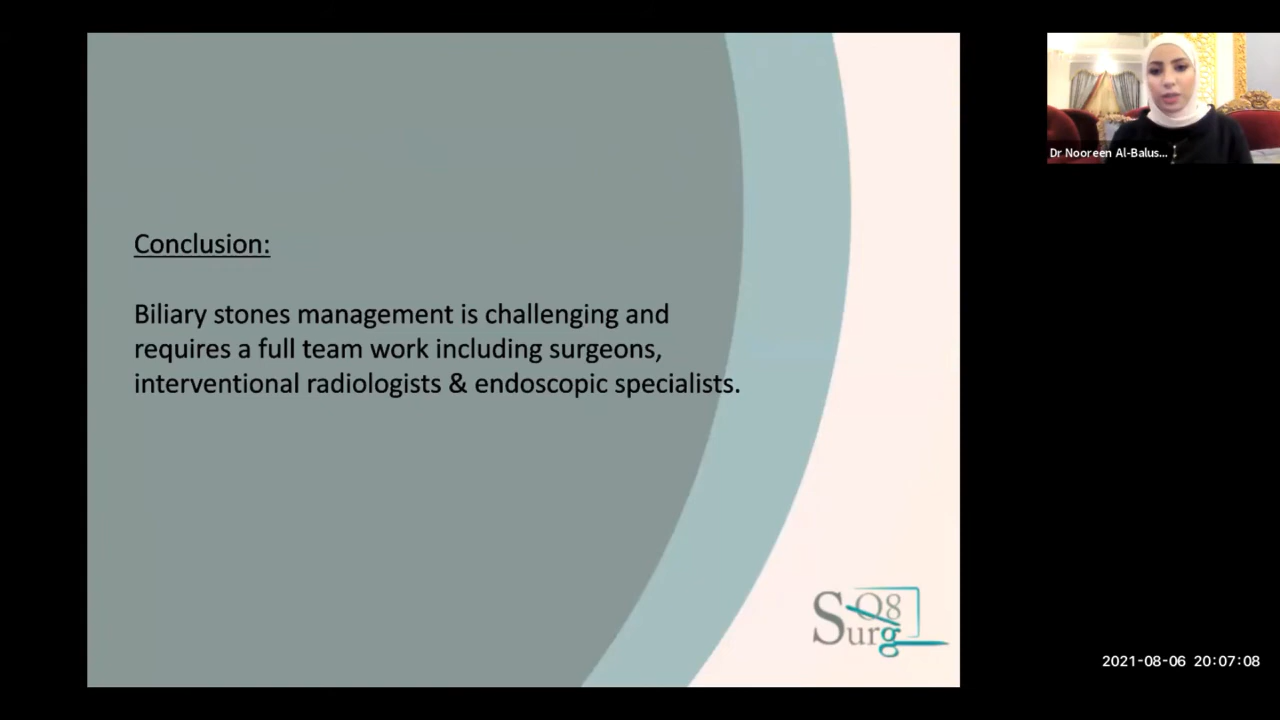 Conclusion:
Biliary stones management is challenging and
requires a full team work including surgeons,
interventional radiologists & endoscopic specialists.
Dr Nooreen Al-Balus...
Q8
Surg
2021-08-06 20:07:08